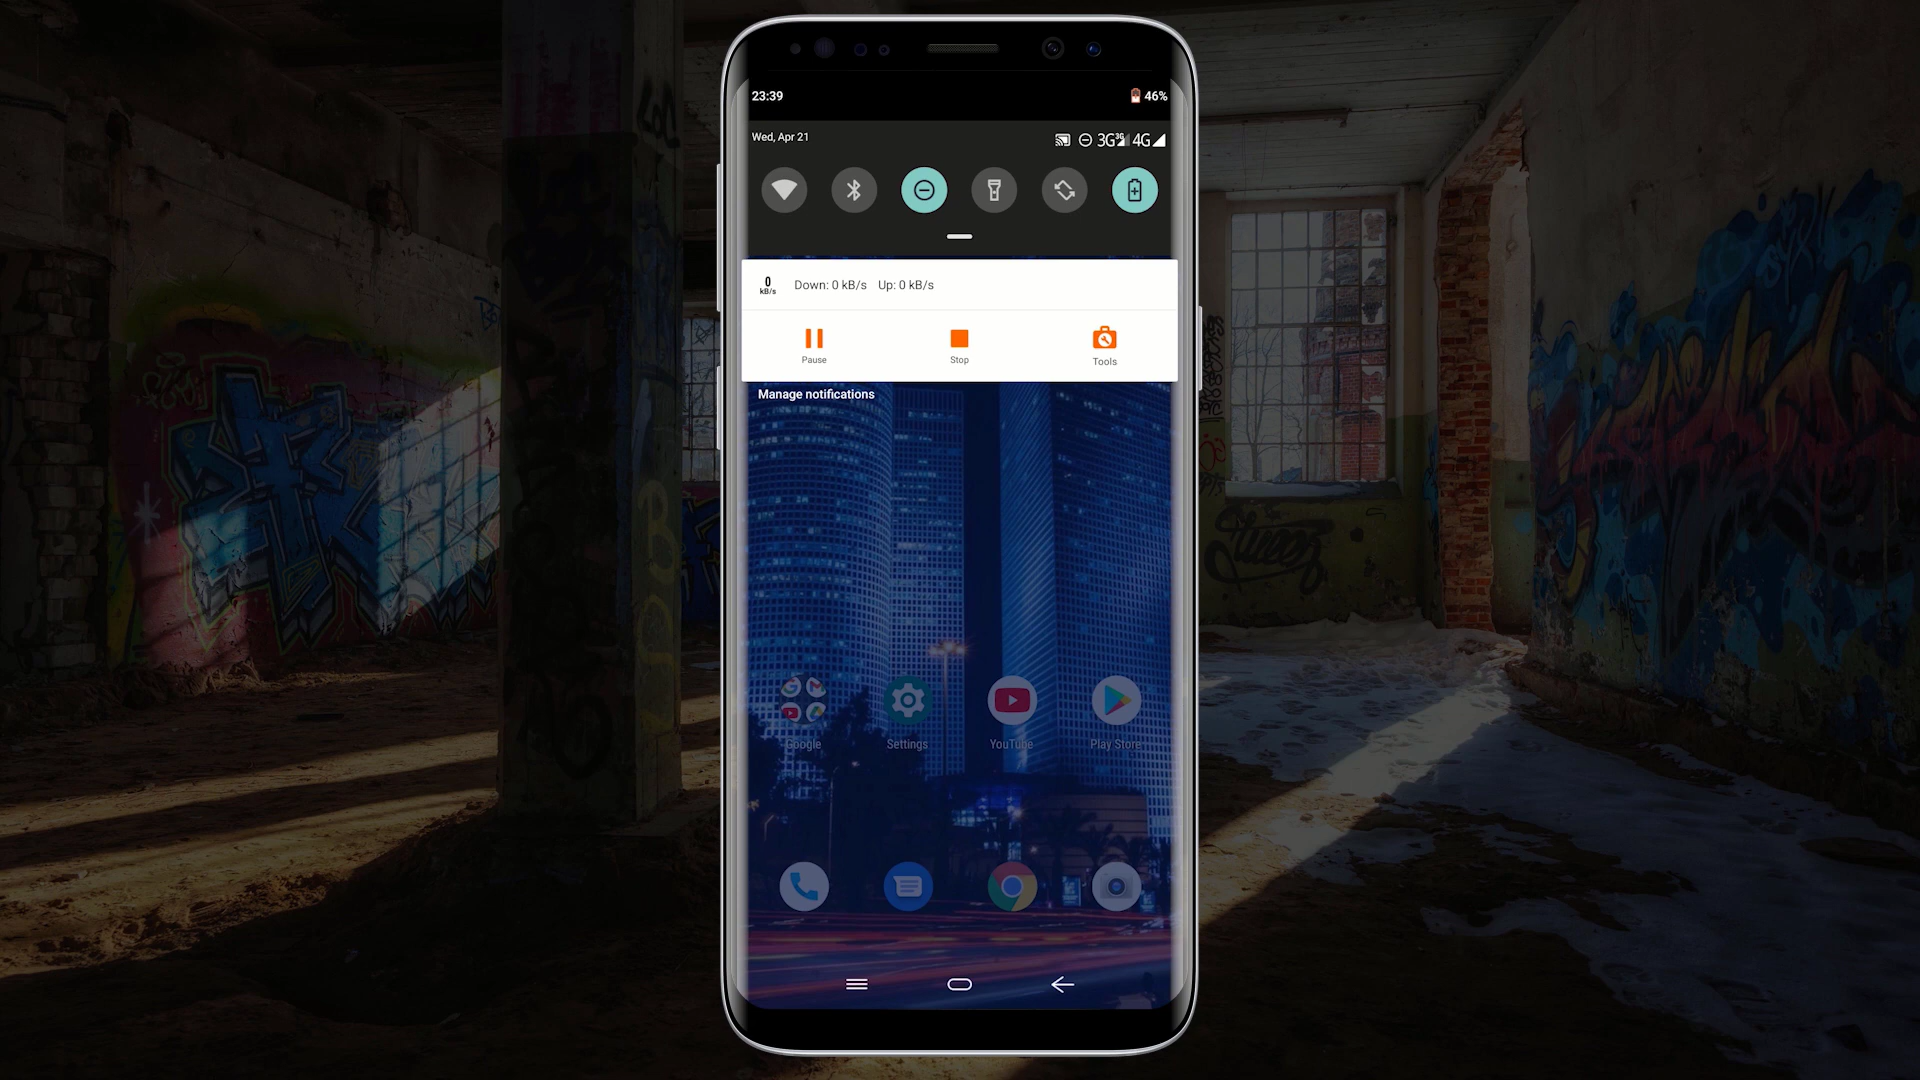 23:39
46%
Wed, Apr 21
3G 3G 4G
0
kB/s
Down: 0 kB/s Up: 0 kB/s
Pause
Stop
Tools
Manage notifications
Google
Settings
YouTube
Play Store